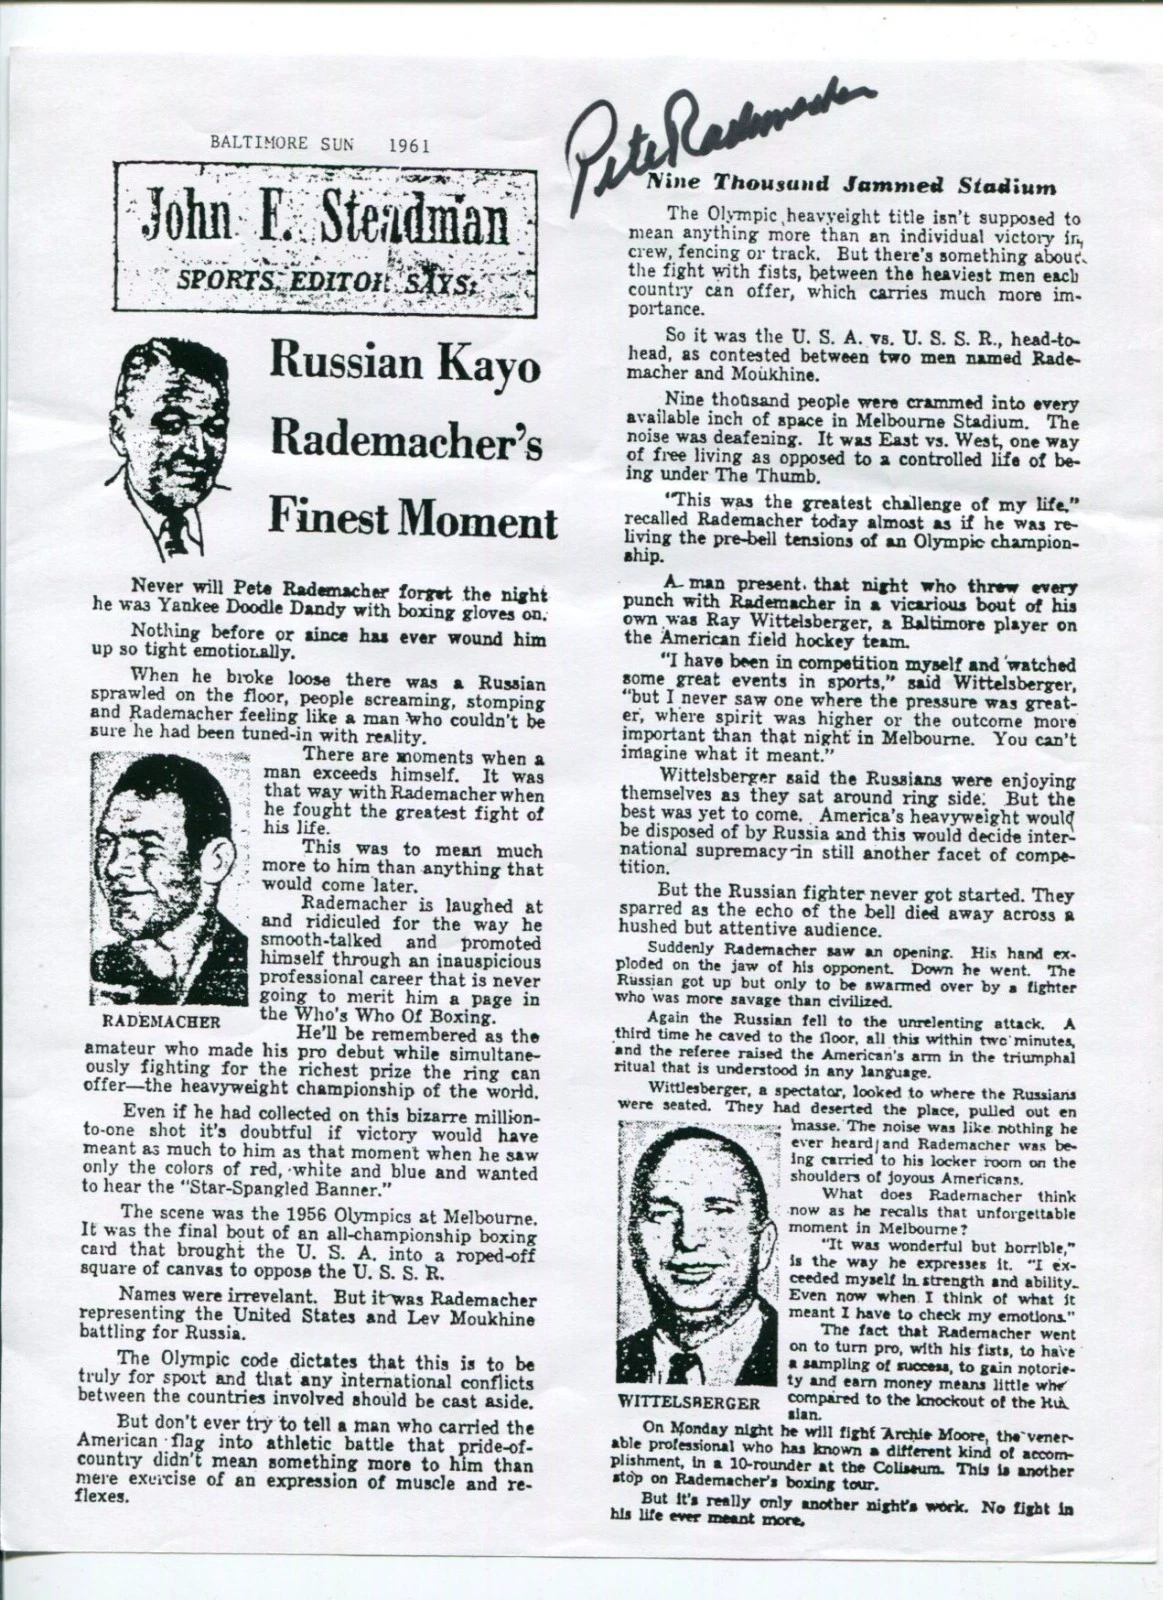 BALTIMORE SUN 1961
John F. Steadman
SPORTS EDITOR SAYS:
Russian Kayo
Rademacher's
Finest Moment
Never will Pete Rademacher forget the night
he was Yankee Doodle Dandy with boxing gloves on.
Nothing before or since has ever wound him
up so tight emotionally.
When he broke loose there was a Russian
sprawled on the floor, people screaming, stomping
and Rademacher feeling like a man who couldn't be
sure he had been tuned-in with reality.
There are moments when a
man exceeds himself. It was
that way with Rademacher when
he fought the greatest fight of
his life.
This was to mean much
more to him than anything that
would come later.
Rademacher is laughed at
and ridiculed for the way he
smooth-talked and promoted
himself through an inauspicious
professional career that is never
going to merit him a page in
the Who's Who Of Boxing.
RADEMACHER
He'll be remembered as the
amateur who made his pro debut while simultane-
ously fighting for the richest prize the ring can
offer—the heavyweight championship of the world.
Even if he had collected on this bizarre million-
to-one shot it's doubtful if victory would have
meant as much to him as that moment when he saw
only the colors of red, white and blue and wanted
to hear the "Star-Spangled Banner."
The scene was the 1956 Olympics at Melbourne.
It was the final bout of an all-championship boxing
card that brought the U. S. A. into a roped-off
square of canvas to oppose the U. S. S. R.
Names were irrevelant. But it was Rademacher
representing the United States and Lev Moukhine
battling for Russia.
The Olympic code dictates that this is to be
truly for sport and that any international conflicts
between the countries involved should be cast aside.
But don't ever try to tell a man who carried the
American flag into athletic battle that pride-of-
country didn't mean something more to him than
mere exercise of an expression of muscle and re-
flexes.
Pete Rademacher
Nine Thousand Jammed Stadium
The Olympic heavyeight title isn't supposed to
mean anything more than an individual victory in
crew, fencing or track. But there's something about
the fight with fists, between the heaviest men each
country can offer, which carries much more im-
portance.
So it was the U. S. A. vs. U. S. S. R., head-to-
head, as contested between two men named Rade-
macher and Moukhine.
Nine thousand people were crammed into every
available inch of space in Melbourne Stadium. The
noise was deafening. It was East vs. West, one way
of free living as opposed to a controlled life of be-
ing under The Thumb.
"This was the greatest challenge of my life,"
recalled Rademacher today almost as if he was re-
living the pre-bell tensions of an Olympic champion-
ship.
A man present that night who threw every
punch with Rademacher in a vicarious bout of his
own was Ray Wittelsberger, a Baltimore player on
the American field hockey team.
"I have been in competition myself and watched
some great events in sports," said Wittelsberger,
"but I never saw one where the pressure was great-
er, where spirit was higher or the outcome more
important than that night in Melbourne. You can't
imagine what it meant."
Wittelsberger said the Russians were enjoying
themselves as they sat around ring side. But the
best was yet to come. America's heavyweight would
be disposed of by Russia and this would decide inter-
national supremacy in still another facet of compe-
tition.
But the Russian fighter never got started. They
sparred as the echo of the bell died away across a
hushed but attentive audience.
Suddenly Rademacher saw an opening. His hand ex-
ploded on the jaw of his opponent. Down he went. The
Russian got up but only to be swarmed over by a fighter
who was more savage than civilized.
Again the Russian fell to the unrelenting attack. A
third time he caved to the floor, all this within two minutes,
and the referee raised the American's arm in the triumphal
ritual that is understood in any language.
Wittlesberger, a spectator, looked to where the Russians
were seated. They had deserted the place, pulled out en
masse. The noise was like nothing he
ever heard and Rademacher was be-
ing carried to his locker room on the
shoulders of joyous Americans.
What does Rademacher think
now as he recalls that unforgettable
moment in Melbourne?
"It was wonderful but horrible,"
is the way he expresses it. "I ex-
ceeded myself in strength and ability.
Even now when I think of what it
meant I have to check my emotions."
The fact that Rademacher went
on to turn pro, with his fists, to have
a sampling of success, to gain notorie-
ty and earn money means little
compared to the knockout of the
sian.
WITTELSBERGER
On Monday night he will fight Archie Moore, the vener-
able professional who has known a different kind of accom-
plishment, in a 10-rounder at the Coliseum. This is another
stop on Rademacher's boxing tour.
But it's really only another night's work. No fight in
his life ever meant more.